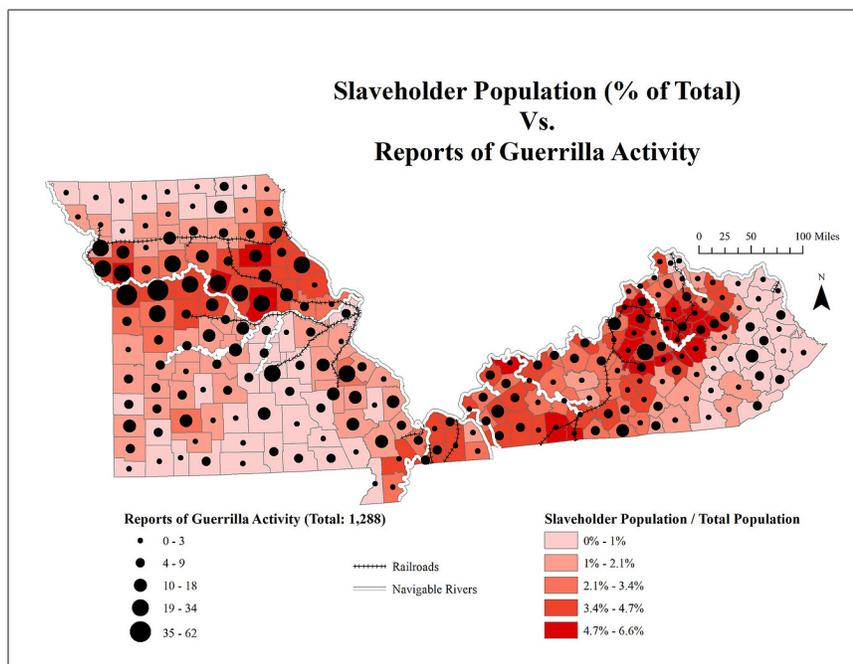 Slaveholder Population (% of Total)
Vs.
Reports of Guerrilla Activity
0 25 50 100 Miles
N
Reports of Guerrilla Activity (Total: 1,288)
0 - 3
4 - 9
10 - 18
19 - 34
35 - 62
Railroads
Navigable Rivers
Slaveholder Population / Total Population
0% - 1%
1% - 2.1%
2.1% - 3.4%
3.4% - 4.7%
4.7% - 6.6%